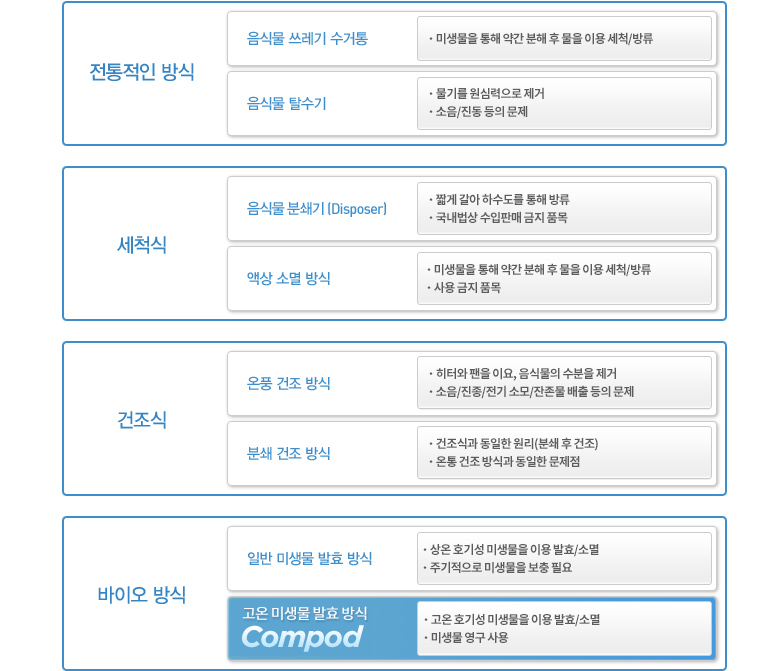 전통적인 방식
음식물 쓰레기 수거통
· 미생물을 통해 약간 분해 후 물을 이용 세척/방류
음식물 탈수기
· 물기를 원심력으로 제거
· 소음/진동 등의 문제
세척식
음식물 분쇄기 (Disposer)
· 짧게 갈아 하수도를 통해 방류
· 국내법상 수입판매 금지 품목
액상 소멸 방식
· 미생물을 통해 약간 분해 후 물을 이용 세척/방류
· 사용 금지 품목
건조식
온풍 건조 방식
· 히터와 팬을 이요, 음식물의 수분을 제거
· 소음/진종/전기 소모/잔존물 배출 등의 문제
분쇄 건조 방식
· 건조식과 동일한 원리(분쇄 후 건조)
· 온통 건조 방식과 동일한 문제점
바이오 방식
일반 미생물 발효 방식
· 상온 호기성 미생물을 이용 발효/소멸
· 주기적으로 미생물을 보충 필요
고온 미생물 발효 방식
Compod
· 고온 호기성 미생물을 이용 발효/소멸
· 미생물 영구 사용